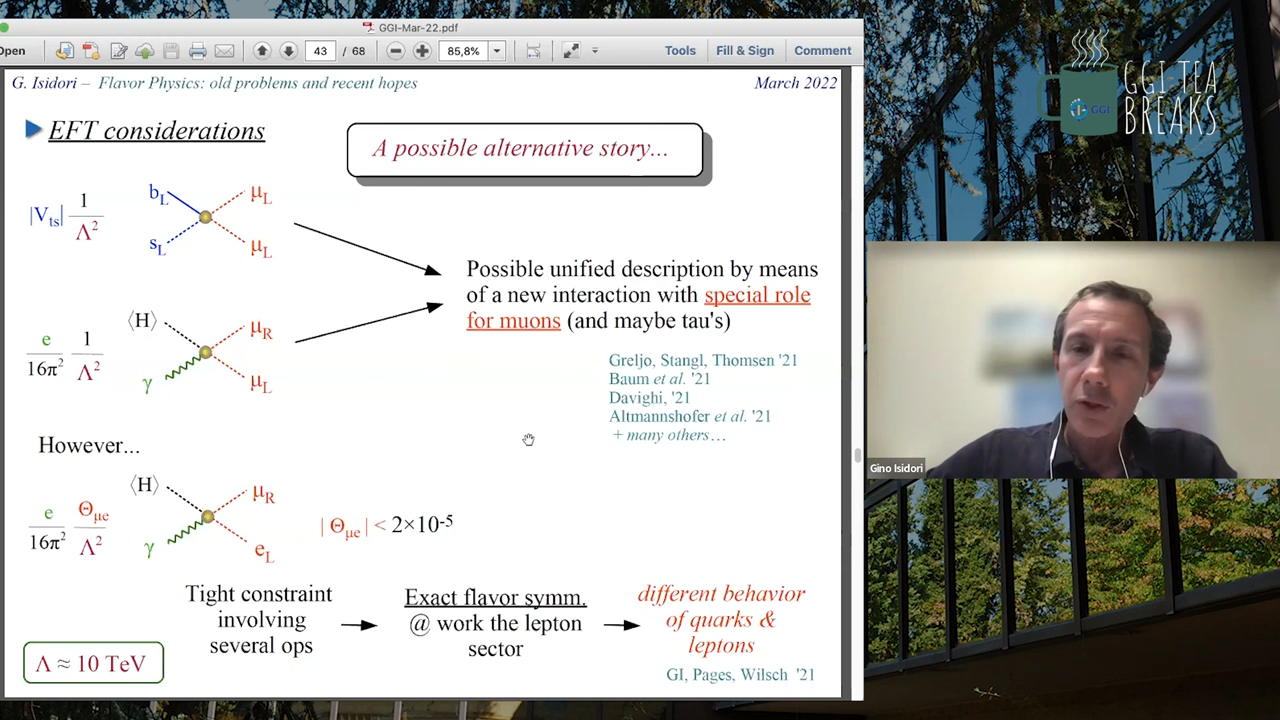 GGI-Mar-22.pdf
Open
43 / 68
85,8%
Tools
Fill & Sign
Comment
G. Isidori – Flavor Physics: old problems and recent hopes
March 2022
EFT considerations
A possible alternative story...
|Vts| 1/Λ²
bL
μL
sL
μL
e/16π² 1/Λ²
⟨H⟩
μR
γ
μL
Possible unified description by means
of a new interaction with special role
for muons (and maybe tau's)
Greljo, Stangl, Thomsen '21
Baum et al. '21
Davighi, '21
Altmannshofer et al. '21
+ many others…
However...
e/16π² Θμe/Λ²
⟨H⟩
μR
γ
eL
| Θμe | < 2×10-5
Tight constraint
involving
several ops
Exact flavor symm.
@ work the lepton
sector
different behavior
of quarks &
leptons
GI, Pages, Wilsch '21
Λ ≈ 10 TeV
GGI TEA
BREAKS
GGI
Gino Isidori